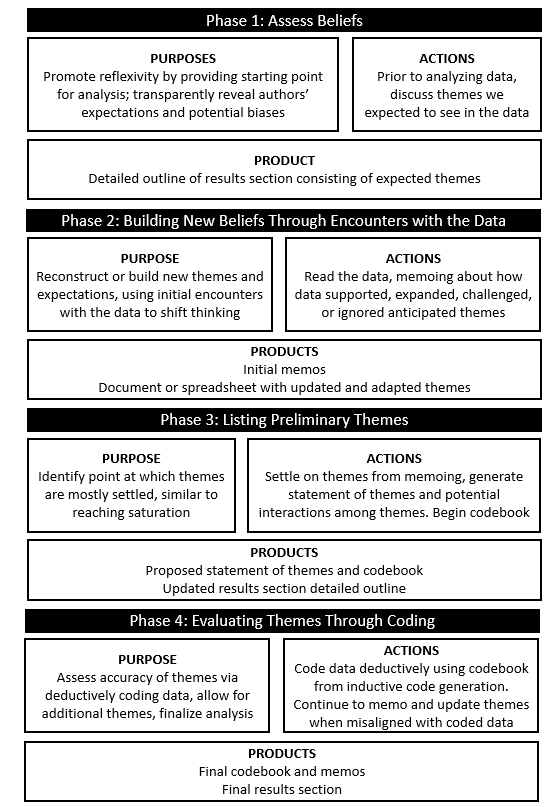 Phase 1: Assess Beliefs
PURPOSES
Promote reflexivity by providing starting point
for analysis; transparently reveal authors’
expectations and potential biases
ACTIONS
Prior to analyzing data,
discuss themes we
expected to see in the data
PRODUCT
Detailed outline of results section consisting of expected themes
Phase 2: Building New Beliefs Through Encounters with the Data
PURPOSE
Reconstruct or build new themes and
expectations, using initial encounters
with the data to shift thinking
ACTIONS
Read the data, memoing about how
data supported, expanded, challenged,
or ignored anticipated themes
PRODUCTS
Initial memos
Document or spreadsheet with updated and adapted themes
Phase 3: Listing Preliminary Themes
PURPOSE
Identify point at which themes
are mostly settled, similar to
reaching saturation
ACTIONS
Settle on themes from memoing, generate
statement of themes and potential
interactions among themes. Begin codebook
PRODUCTS
Proposed statement of themes and codebook
Updated results section detailed outline
Phase 4: Evaluating Themes Through Coding
PURPOSE
Assess accuracy of themes via
deductively coding data, allow for
additional themes, finalize analysis
ACTIONS
Code data deductively using codebook
from inductive code generation.
Continue to memo and update themes
when misaligned with coded data
PRODUCTS
Final codebook and memos
Final results section